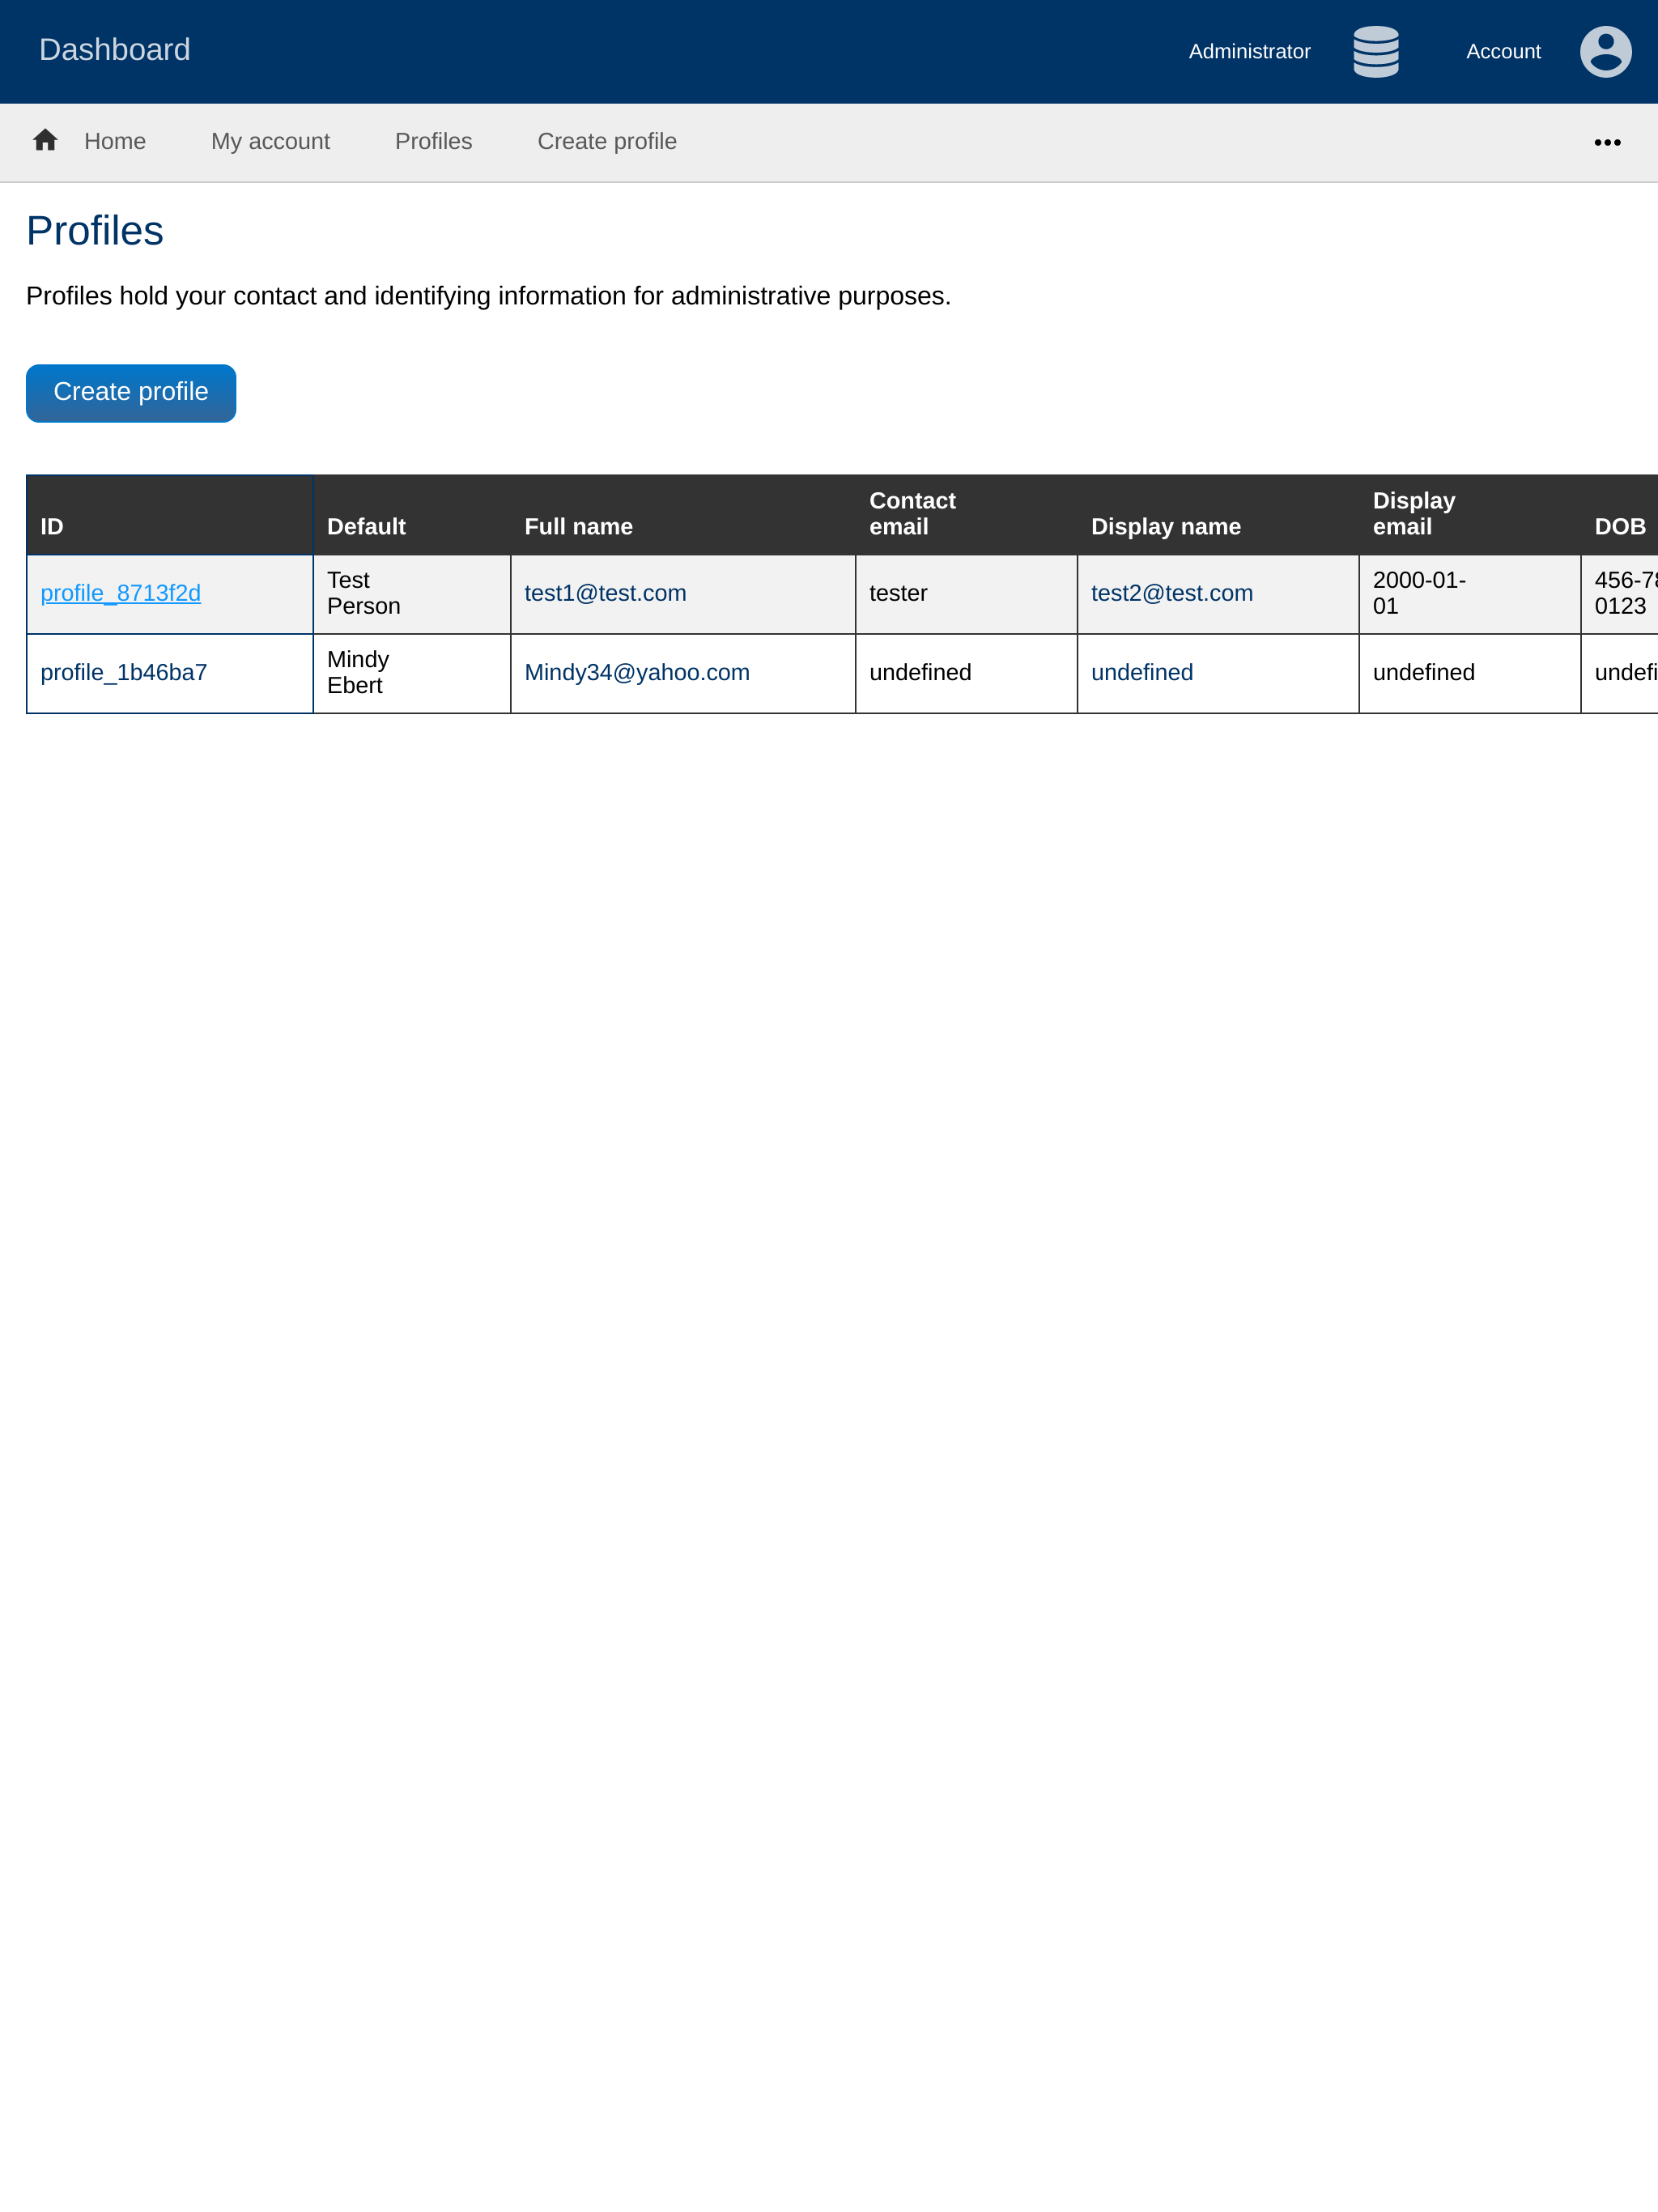 Dashboard
Administrator
Account
Home
My account
Profiles
Create profile
•••
Profiles
Profiles hold your contact and identifying information for administrative purposes.
Create profile
ID
Default
Full name
Contact
email
Display name
Display
email
DOB
profile_8713f2d
Test
Person
test1@test.com
tester
test2@test.com
2000-01-
01
456-78
0123
profile_1b46ba7
Mindy
Ebert
Mindy34@yahoo.com
undefined
undefined
undefined
undefi